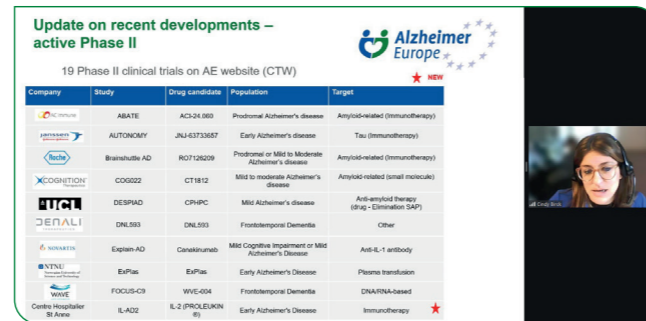 Update on recent developments –
active Phase II
Alzheimer
Europe
19 Phase II clinical trials on AE website (CTW)
NEW
Company Study Drug candidate Population Target
AC Immune ABATE ACI-24.060 Prodromal Alzheimer's disease Amyloid-related (Immunotherapy)
janssen AUTONOMY JNJ-63733657 Early Alzheimer's disease Tau (Immunotherapy)
Roche Brainshuttle AD RO7126209 Prodromal or Mild to Moderate
Alzheimer's disease Amyloid-related (Immunotherapy)
COGNITION
Therapeutics COG022 CT1812 Mild to moderate Alzheimer's
disease Amyloid-related (small molecule)
UCL DESPIAD CPHPC Mild Alzheimer's disease Anti-amyloid therapy
(drug - Elimination SAP)
DENALI DNL593 DNL593 Frontotemporal Dementia Other
NOVARTIS Explain-AD Canakinumab Mild Cognitive Impairment or Mild
Alzheimer's Disease Anti-IL-1 antibody
NTNU
Norwegian University of
Science and Technology ExPlas ExPlas Early Alzheimer's Disease Plasma transfusion
WAVE FOCUS-C9 WVE-004 Frontotemporal Dementia DNA/RNA-based
Centre Hospitalier
St Anne IL-AD2 IL-2 (PROLEUKIN
®) Early Alzheimer's Disease Immunotherapy
Cindy Birck